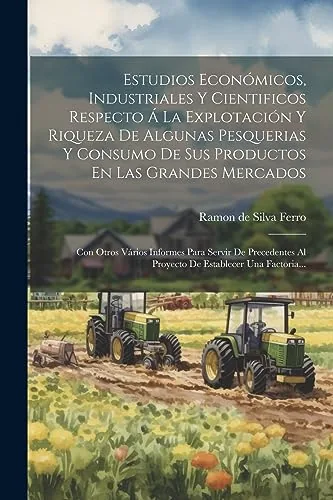 Estudios Económicos,
Industriales Y Cientificos
Respecto Á La Explotación Y
Riqueza De Algunas Pesquerias
Y Consumo De Sus Productos
En Las Grandes Mercados
Ramon de Silva Ferro
Con Otros Vários Informes Para Servir De Precedentes Al
Proyecto De Establecer Una Factoria...